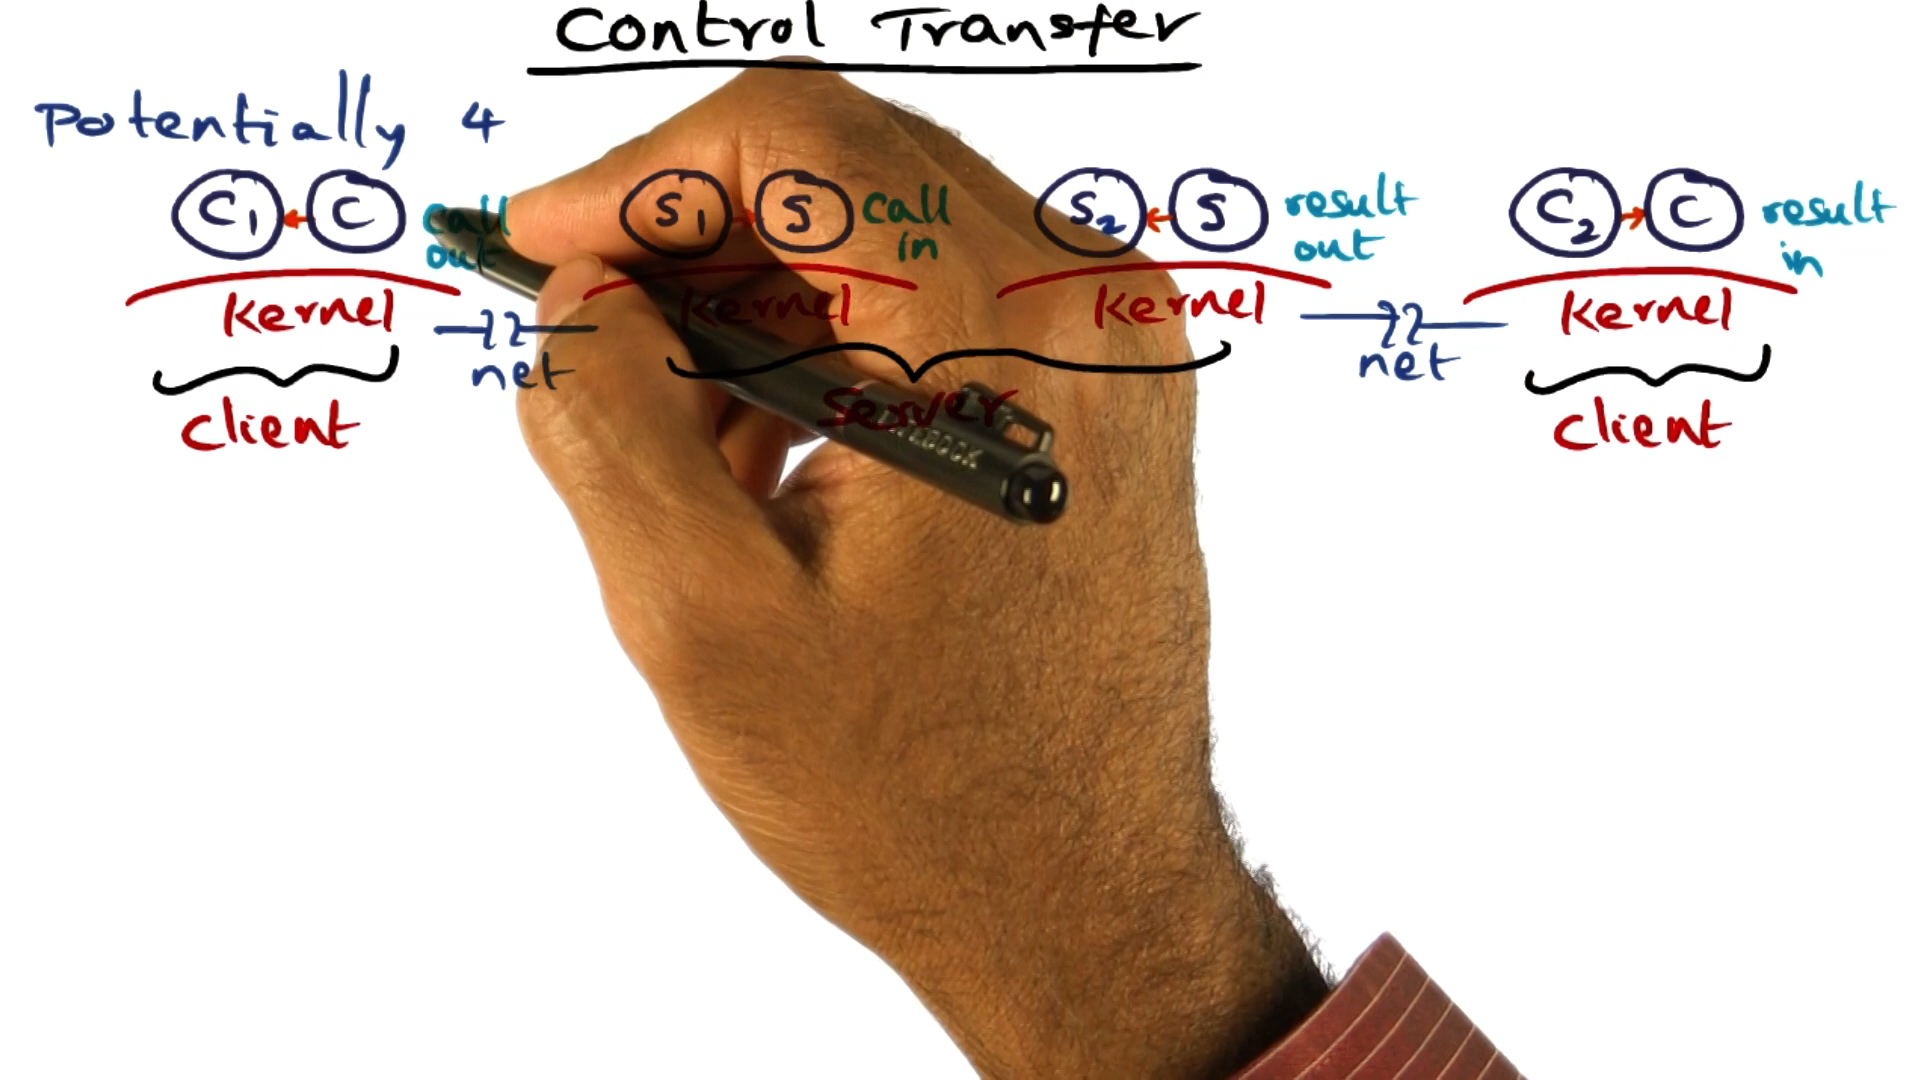 Control Transfer
Potentially 4
C1 C call out
S1 S call in
S2 S result out
C2 C result in
Kernel Kernel Kernel Kernel
net net
client Server client